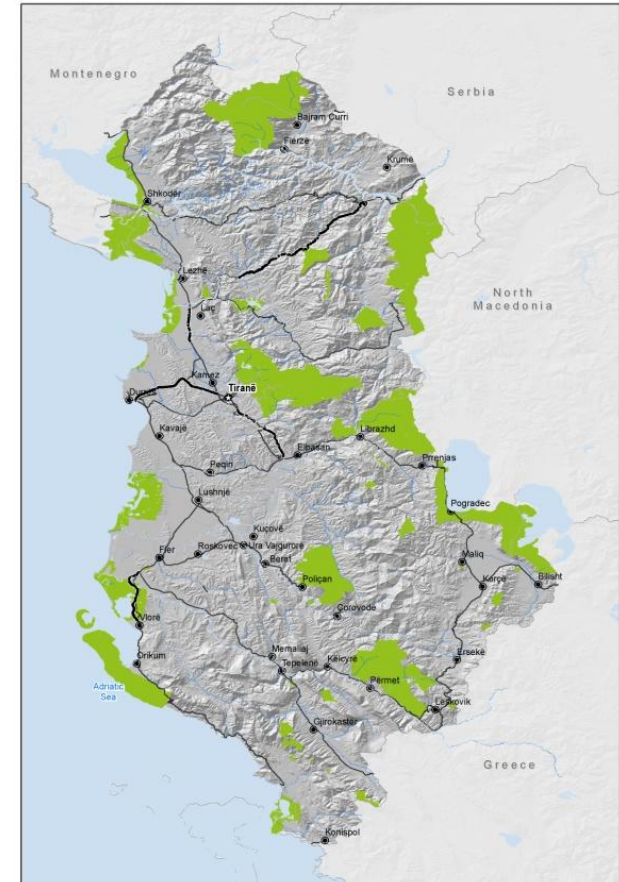 Montenegro
Serbia
Bajram Curri
Fierzë
Krumë
Shkodër
Lezhë
North
Macedonia
Laç
Kamëz
Tiranë
Durrës
Kavajë
Librazhd
Elbasan
Prrenjas
Peqin
Lushnjë
Pogradec
Kuçovë
Fier
Roskovec
Ura Vajgurore
Berat
Maliq
Poliçan
Korçë
Bilisht
Çorovodë
Vlorë
Memaliaj
Orikum
Tepelenë
Këlcyrë
Ersekë
Përmet
Adriatic
Sea
Leskovik
Gjirokastër
Greece
Konispol